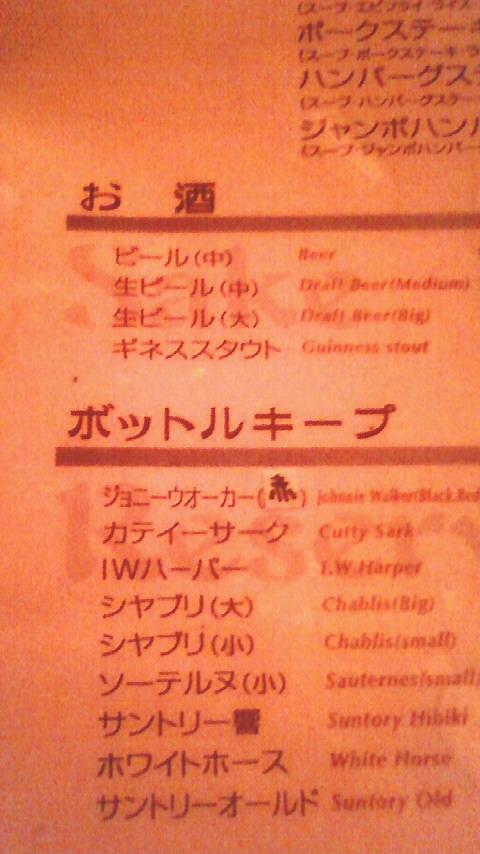 ポークステーキ
ハンバーグス
ジャンボハン
お 酒
ビール(中) Beer
生ビール(中) Draft Beer(Medium)
生ビール(大) Draft Beer(Big)
ギネススタウト Guinness stout
ボットルキープ
ジョニーウオーカー(赤) Johnnie Walker(Black,Red
カティーサーク Cutty Sark
IWハーパー I.W.Harper
シャブリ(大) Chablis(Big)
シャブリ(小) Chablis(small)
ソーテルヌ(小) Sauternes(small)
サントリー響 Suntory Hibiki
ホワイトホース White Horse
サントリーオールド Suntory Old